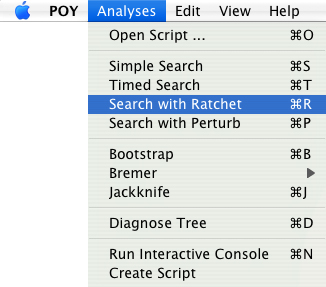 POY Analyses Edit View Help
Open Script ... ⌘O
Simple Search ⌘S
Timed Search ⌘T
Search with Ratchet ⌘R
Search with Perturb ⌘P
Bootstrap ⌘B
Bremer
Jackknife ⌘J
Diagnose Tree ⌘D
Run Interactive Console ⌘N
Create Script